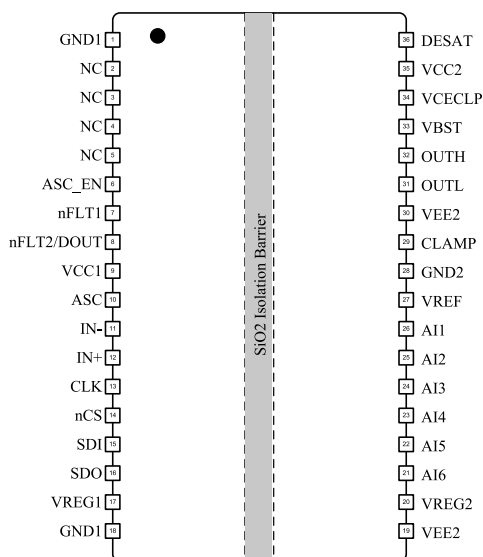 GND1 1 36 DESAT
NC 2 35 VCC2
NC 3 34 VCECLP
NC 4 33 VBST
NC 5 32 OUTH
ASC_EN 6 31 OUTL
nFLT1 7 30 VEE2
nFLT2/DOUT 8 29 CLAMP
VCC1 9 28 GND2
ASC 10 27 VREF
IN- 11 26 AI1
IN+ 12 25 AI2
CLK 13 24 AI3
nCS 14 23 AI4
SDI 15 22 AI5
SDO 16 21 AI6
VREG1 17 20 VREG2
GND1 18 19 VEE2
SiO2 Isolation Barrier